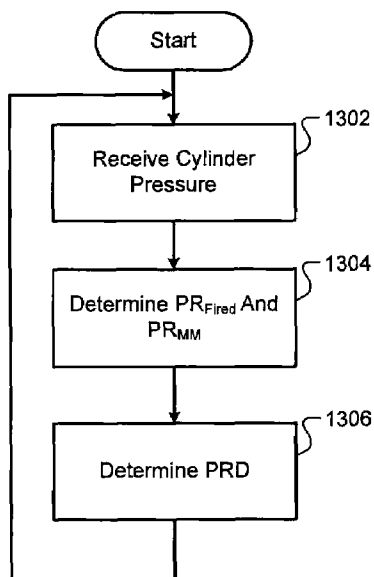 Start
1302
Receive Cylinder
Pressure
1304
Determine PRFired And
PRMM
1306
Determine PRD